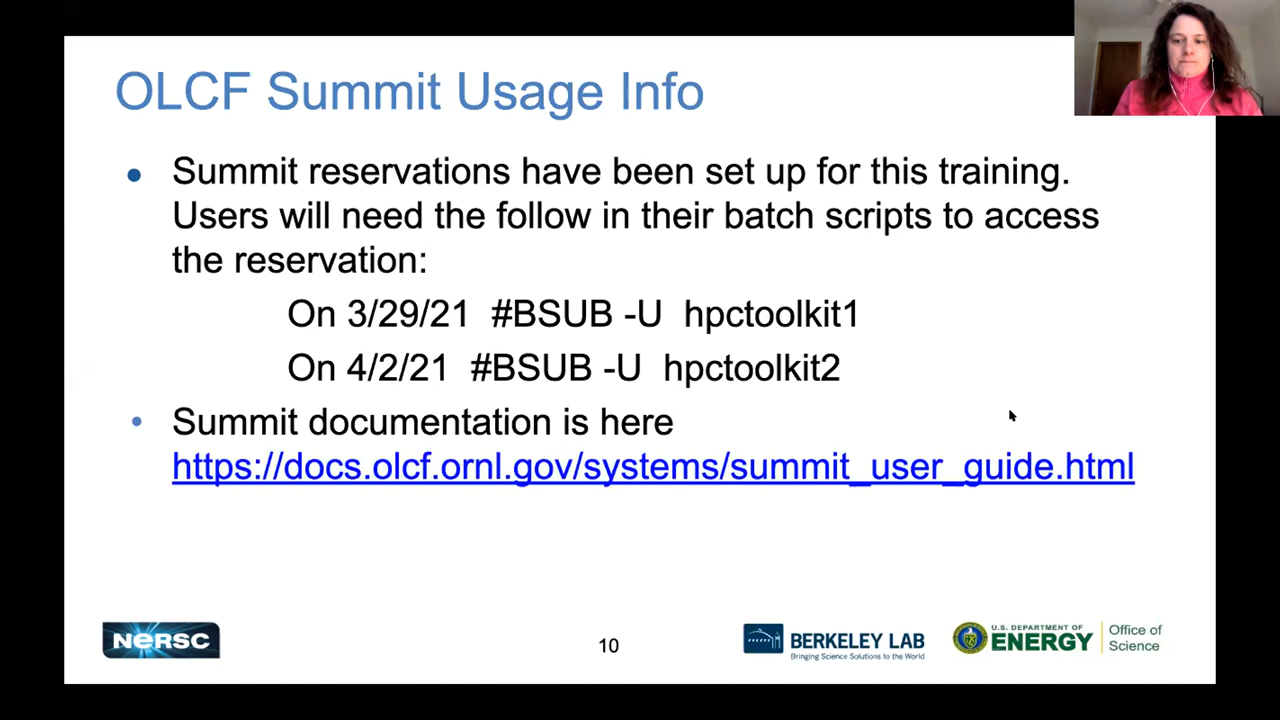 OLCF Summit Usage Info
• Summit reservations have been set up for this training.
Users will need the follow in their batch scripts to access
the reservation:
On 3/29/21 #BSUB -U hpctoolkit1
On 4/2/21 #BSUB -U hpctoolkit2
• Summit documentation is here
https://docs.olcf.ornl.gov/systems/summit_user_guide.html
NERSC
10
BERKELEY LAB
Bringing Science Solutions to the World
U.S. DEPARTMENT OF
ENERGY
Office of
Science